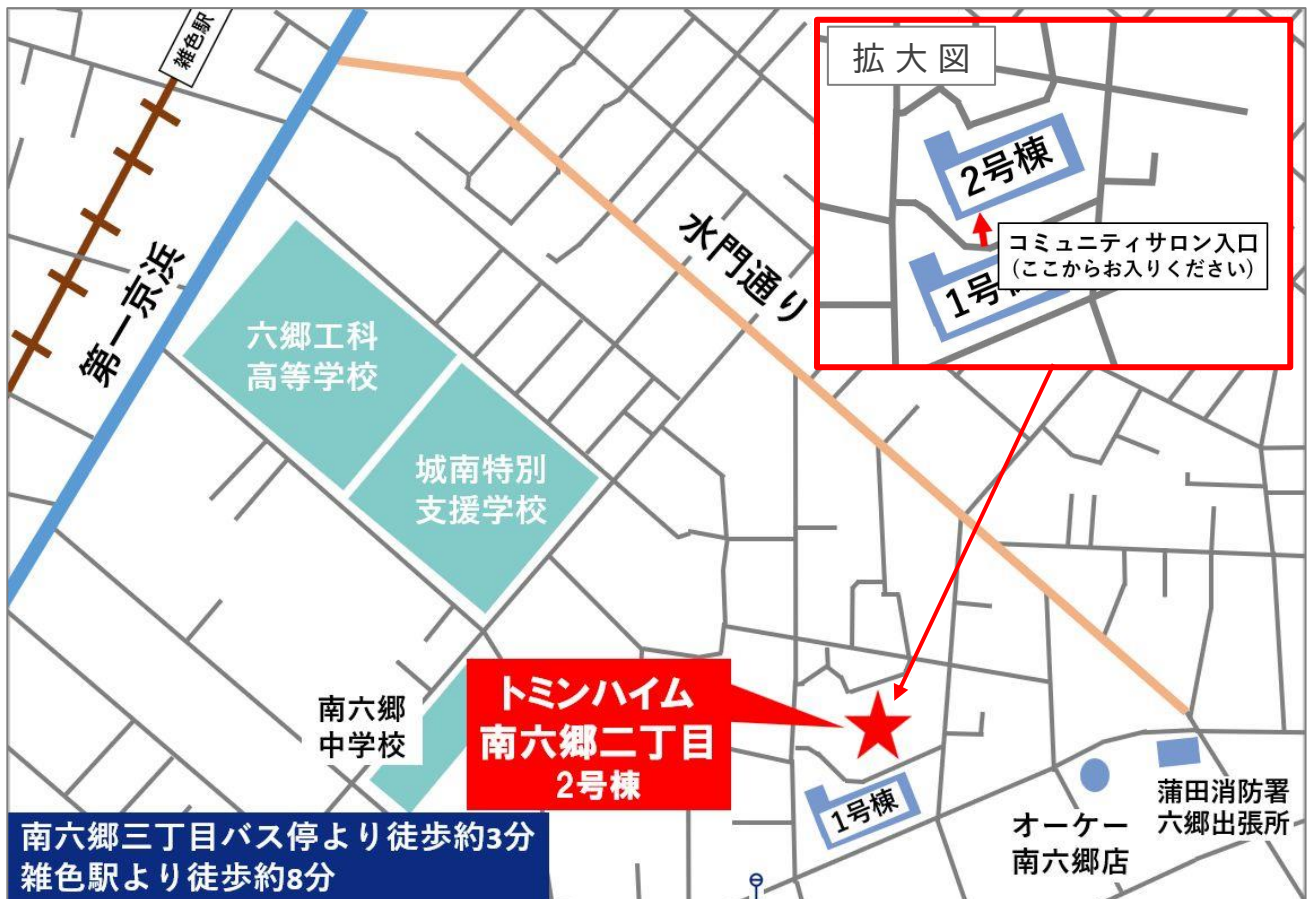 雑色駅
拡大図
2号棟
コミュニティサロン入口
(ここからお入りください)
1号
第一京浜
水門通り
六郷工科
高等学校
城南特別
支援学校
南六郷
中学校
トミンハイム
南六郷二丁目
2号棟
1号棟
オーケー
南六郷店
蒲田消防署
六郷出張所
南六郷三丁目バス停より徒歩約3分
雑色駅より徒歩約8分